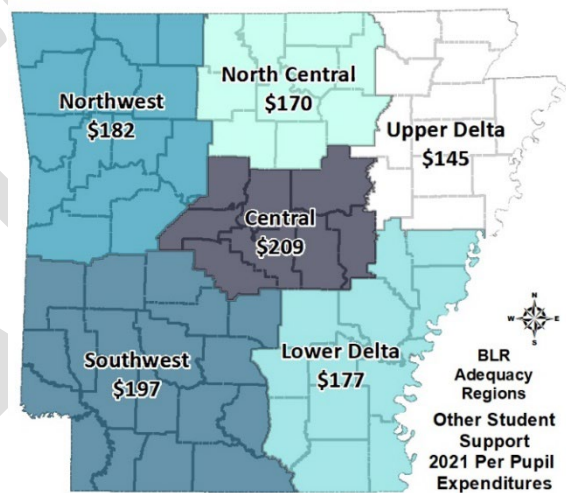 North Central
$170
Northwest
$182
Upper Delta
$145
Central
$209
N
W E
S
Southwest
$197
Lower Delta
$177
BLR
Adequacy
Regions
Other Student
Support
2021 Per Pupil
Expenditures